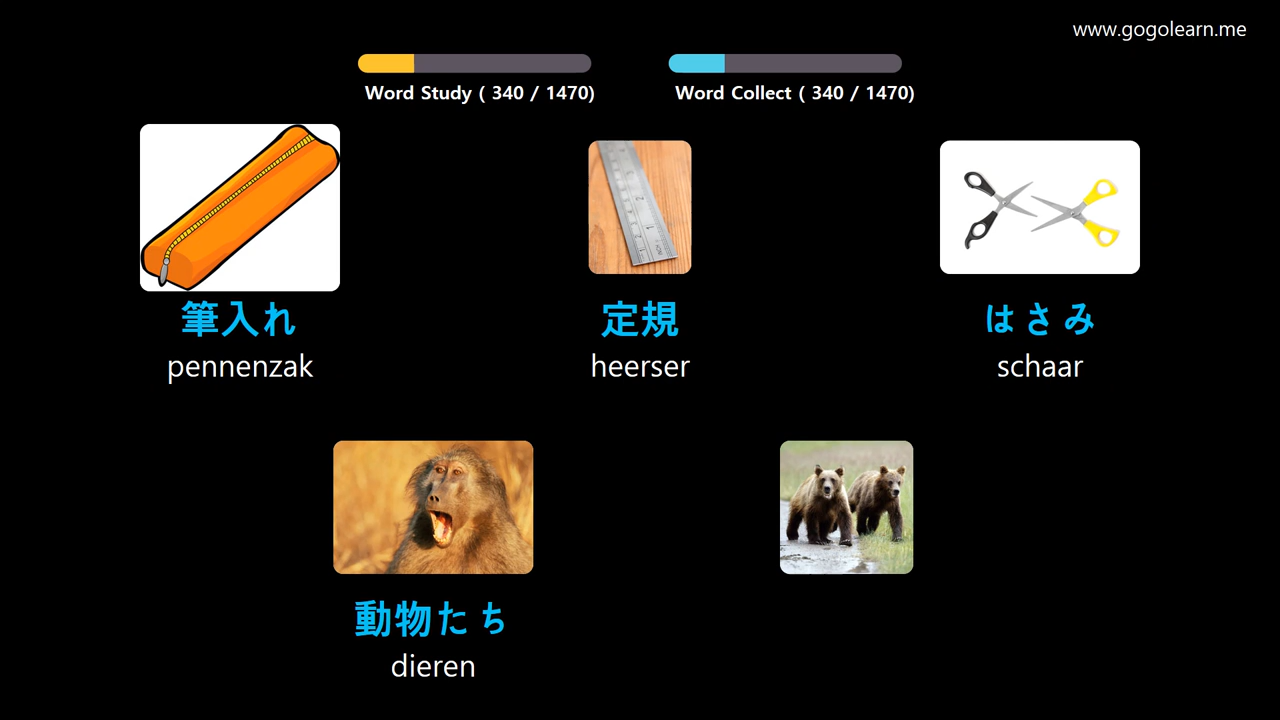 www.gogolearn.me
Word Study ( 340 / 1470)
Word Collect ( 340 / 1470)
筆入れ
pennenzak
定規
heerser
はさみ
schaar
動物たち
dieren